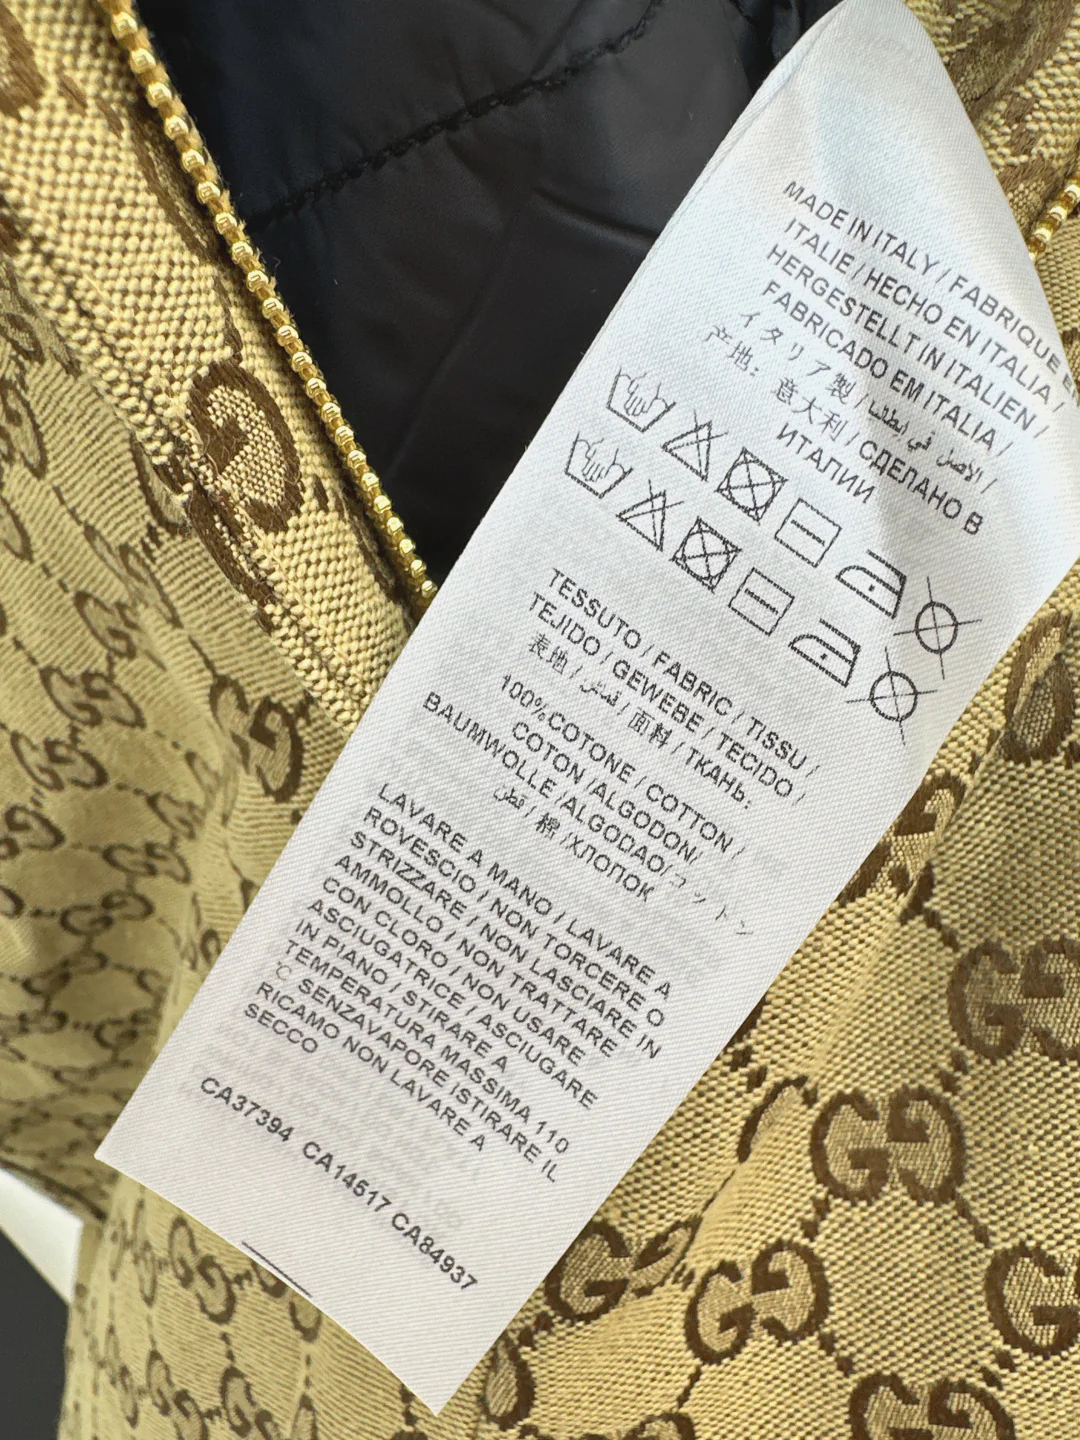 MADE IN ITALY / FABRIQUE EN
ITALIE / HECHO EN ITALIA /
HERGESTELLT IN ITALIEN /
FABRICADO EM ITALIA /
イタリア製 / الاصل في إيطاليا /
产地：意大利 / СДЕЛАНО В
ИТАЛИИ
TESSUTO / FABRIC / TISSU /
TEJIDO / GEWEBE / TECIDO /
表地 / قماش / 面料 / ТКАНЬ:
100%COTONE / COTTON /
COTON /ALGODON/
BAUMWOLLE /ALGODAO/コットン
/ قطن / 棉 /ХЛОПОК
LAVARE A MANO / LAVARE A
ROVESCIO / NON TORCERE O
STRIZZARE / NON LASCIARE IN
AMMOLLO / NON TRATTARE
CON CLORO / NON USARE
ASCIUGATRICE / ASCIUGARE
IN PIANO / STIRARE A
TEMPERATURA MASSIMA 110
℃ SENZAVAPORE ISTIRARE IL
RICAMO NON LAVARE A
SECCO
CA37394 CA14517 CA84937